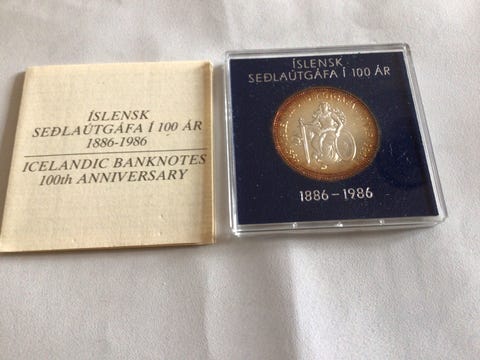 ÍSLENSK
SEÐLAÚTGÁFA Í 100 ÁR
1886-1986
ICELANDIC BANKNOTES
100th ANNIVERSARY
ÍSLENSK
SEÐLAÚTGÁFA Í 100 ÁR
1886-1986